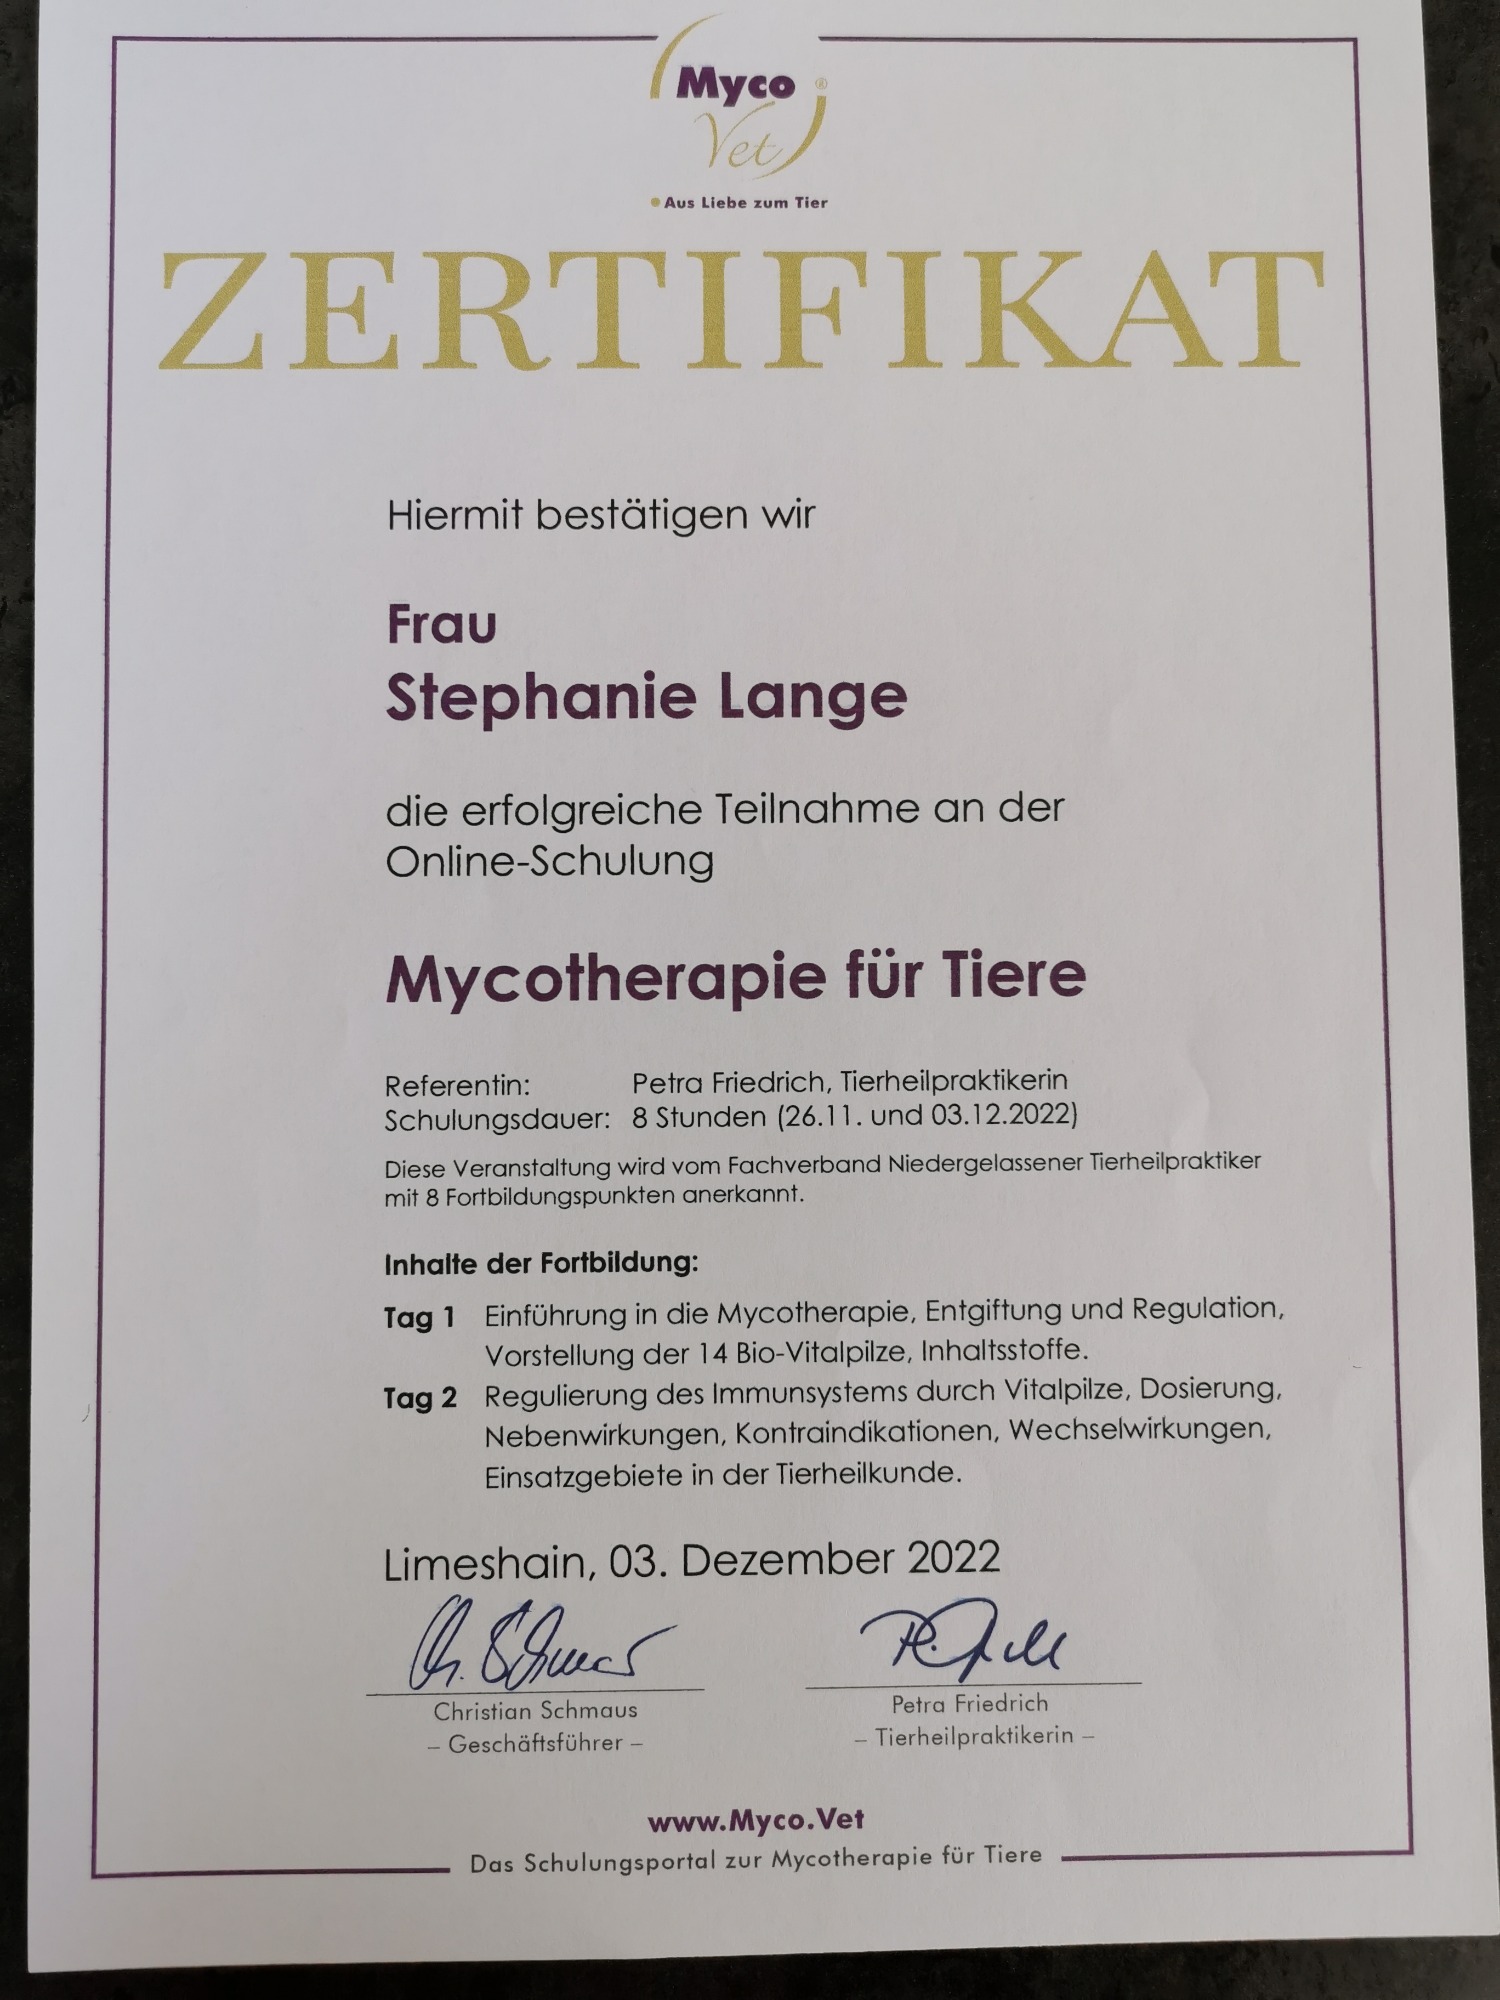 Myco ®
Vet
Aus Liebe zum Tier
ZERTIFIKAT
Hiermit bestätigen wir
Frau
Stephanie Lange
die erfolgreiche Teilnahme an der
Online-Schulung
Mycotherapie für Tiere
Referentin: Petra Friedrich, Tierheilpraktikerin
Schulungsdauer: 8 Stunden (26.11. und 03.12.2022)
Diese Veranstaltung wird vom Fachverband Niedergelassener Tierheilpraktiker
mit 8 Fortbildungspunkten anerkannt.
Inhalte der Fortbildung:
Tag 1 Einführung in die Mycotherapie, Entgiftung und Regulation,
Vorstellung der 14 Bio-Vitalpilze, Inhaltsstoffe.
Tag 2 Regulierung des Immunsystems durch Vitalpilze, Dosierung,
Nebenwirkungen, Kontraindikationen, Wechselwirkungen,
Einsatzgebiete in der Tierheilkunde.
Limeshain, 03. Dezember 2022
Christian Schmaus
– Geschäftsführer –
Petra Friedrich
– Tierheilpraktikerin –
www.Myco.Vet
Das Schulungsportal zur Mycotherapie für Tiere